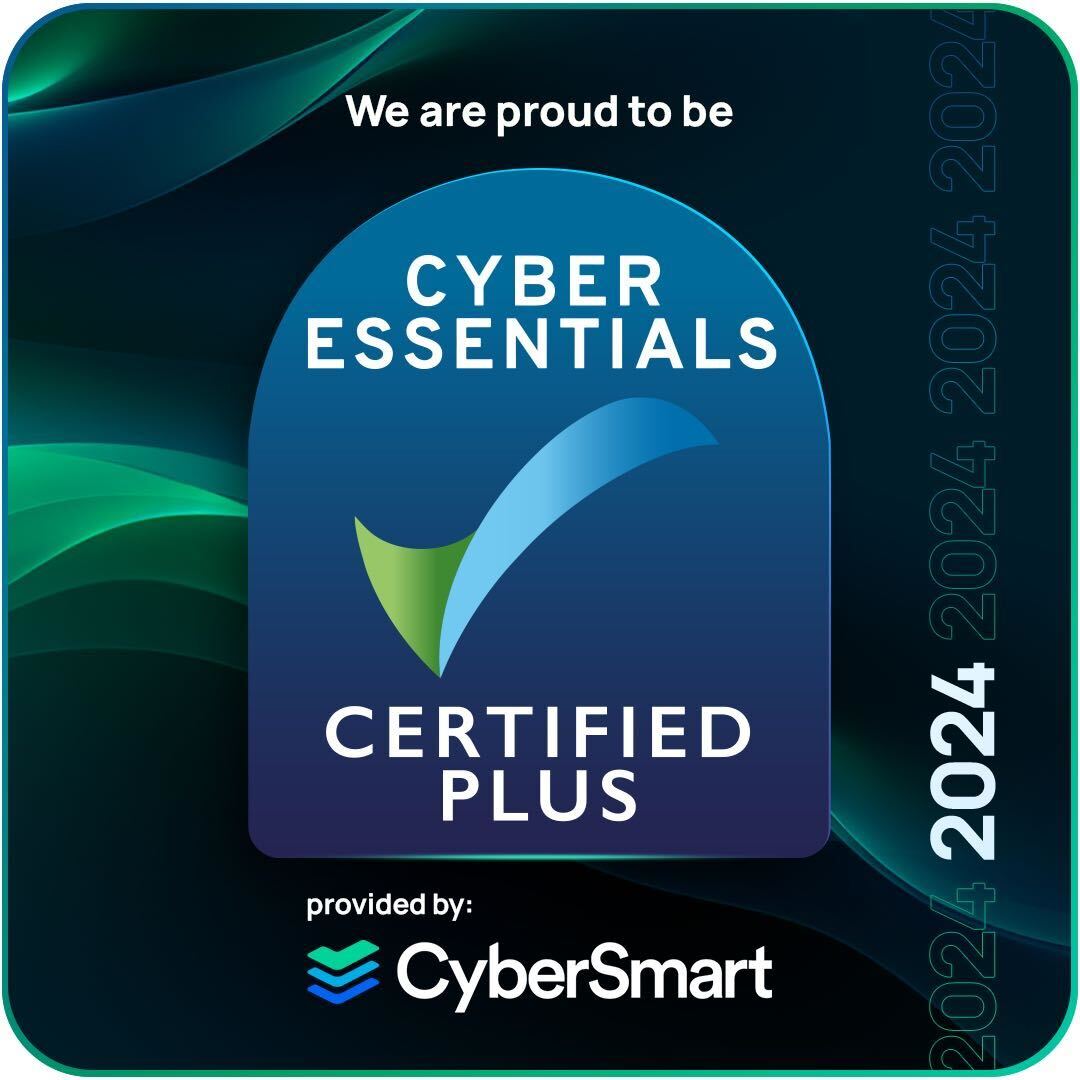 We are proud to be
CYBER
ESSENTIALS
CERTIFIED
PLUS
provided by:
CyberSmart
2024 2024 2024 2024 2024